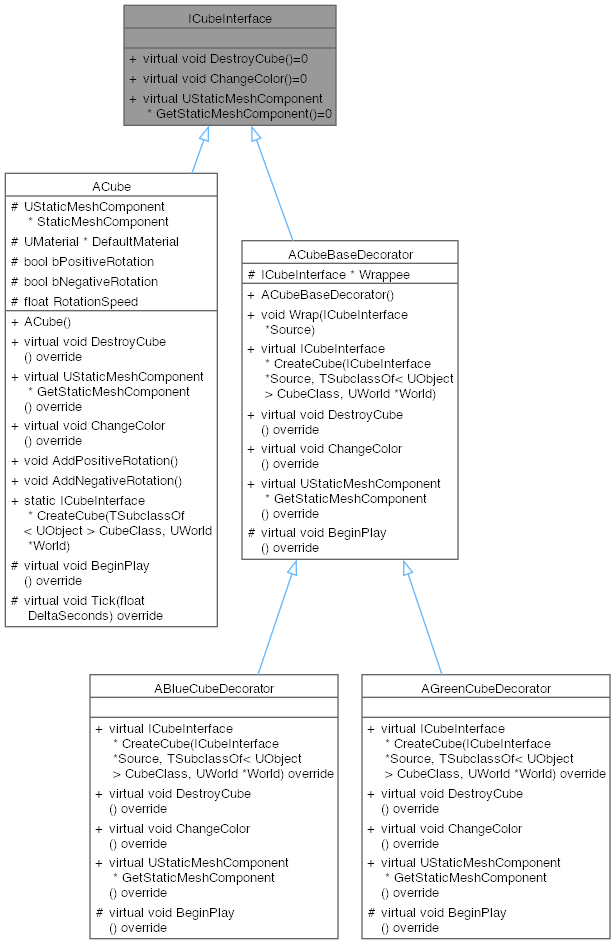 ICubeInterface
+ virtual void DestroyCube()=0
+ virtual void ChangeColor()=0
+ virtual UStaticMeshComponent
* GetStaticMeshComponent()=0
ACube
# UStaticMeshComponent
* StaticMeshComponent
# UMaterial * DefaultMaterial
# bool bPositiveRotation
# bool bNegativeRotation
# float RotationSpeed
+ ACube()
+ virtual void DestroyCube
() override
+ virtual UStaticMeshComponent
* GetStaticMeshComponent
() override
+ virtual void ChangeColor
() override
+ void AddPositiveRotation()
+ void AddNegativeRotation()
+ static ICubeInterface
* CreateCube(TSubclassOf
< UObject > CubeClass, UWorld
*World)
# virtual void BeginPlay
() override
# virtual void Tick(float
DeltaSeconds) override
ACubeBaseDecorator
# ICubeInterface * Wrappee
+ ACubeBaseDecorator()
+ void Wrap(ICubeInterface
*Source)
+ virtual ICubeInterface
* CreateCube(ICubeInterface
*Source, TSubclassOf< UObject
> CubeClass, UWorld *World)
+ virtual void DestroyCube
() override
+ virtual void ChangeColor
() override
+ virtual UStaticMeshComponent
* GetStaticMeshComponent
() override
# virtual void BeginPlay
() override
ABlueCubeDecorator
+ virtual ICubeInterface
* CreateCube(ICubeInterface
*Source, TSubclassOf< UObject
> CubeClass, UWorld *World) override
+ virtual void DestroyCube
() override
+ virtual void ChangeColor
() override
+ virtual UStaticMeshComponent
* GetStaticMeshComponent
() override
# virtual void BeginPlay
() override
AGreenCubeDecorator
+ virtual ICubeInterface
* CreateCube(ICubeInterface
*Source, TSubclassOf< UObject
> CubeClass, UWorld *World) override
+ virtual void DestroyCube
() override
+ virtual void ChangeColor
() override
+ virtual UStaticMeshComponent
* GetStaticMeshComponent
() override
# virtual void BeginPlay
() override